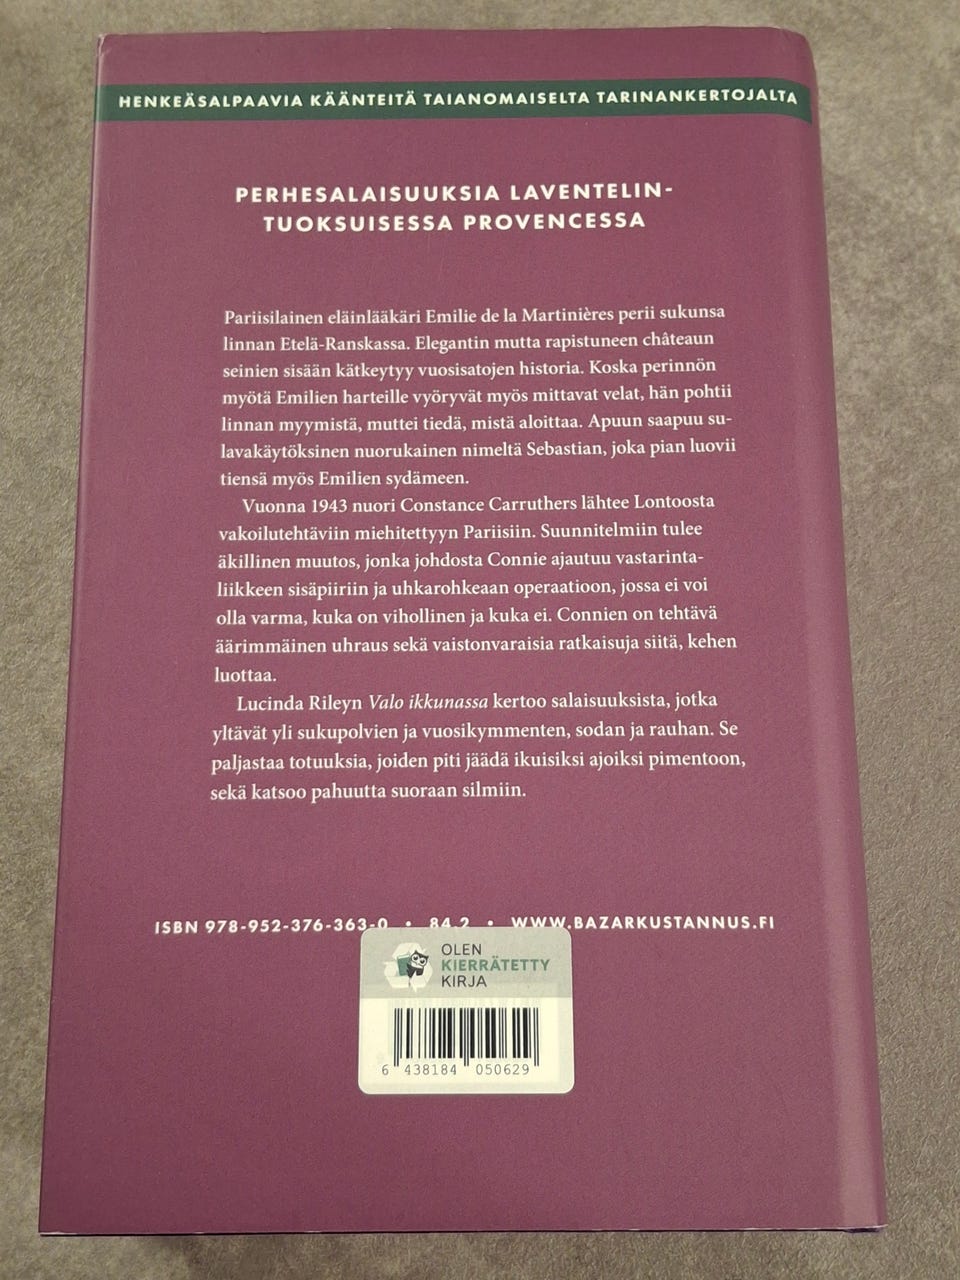 HENKEÄSALPAAVIA KÄÄNTEITÄ TAIANOMAISELTA TARINANKERTOJALTA
PERHESALAISUUKSIA LAVENTELIN-
TUOKSUISESSA PROVENCESSA
Pariisilainen eläinlääkäri Emilie de la Martinières perii sukunsa
linnan Etelä-Ranskassa. Elegantin mutta rapistuneen châteaun
seinien sisään kätkeytyy vuosisatojen historia. Koska perinnön
myötä Emilien harteille vyöryvät myös mittavat velat, hän pohtii
linnan myymistä, muttei tiedä, mistä aloittaa. Apuun saapuu su-
lavakäytöksinen nuorukainen nimeltä Sebastian, joka pian luovii
tiensä myös Emilien sydämeen.
Vuonna 1943 nuori Constance Carruthers lähtee Lontoosta
vakoilutehtäviin miehitettyyn Pariisiin. Suunnitelmiin tulee
äkillinen muutos, jonka johdosta Connie ajautuu vastarinta-
liikkeen sisäpiiriin ja uhkarohkeaan operaatioon, jossa ei voi
olla varma, kuka on vihollinen ja kuka ei. Connien on tehtävä
äärimmäinen uhraus sekä vaistonvaraisia ratkaisuja siitä, kehen
luottaa.
Lucinda Rileyn Valo ikkunassa kertoo salaisuuksista, jotka
yltävät yli sukupolvien ja vuosikymmenten, sodan ja rauhan. Se
paljastaa totuuksia, joiden piti jäädä ikuisiksi ajoiksi pimentoon,
sekä katsoo pahuutta suoraan silmiin.
ISBN 978-952-376-363-0 • 84.2 • WWW.BAZARKUSTANNUS.FI
OLEN
KIERRÄTETTY
KIRJA
6 438184 050629